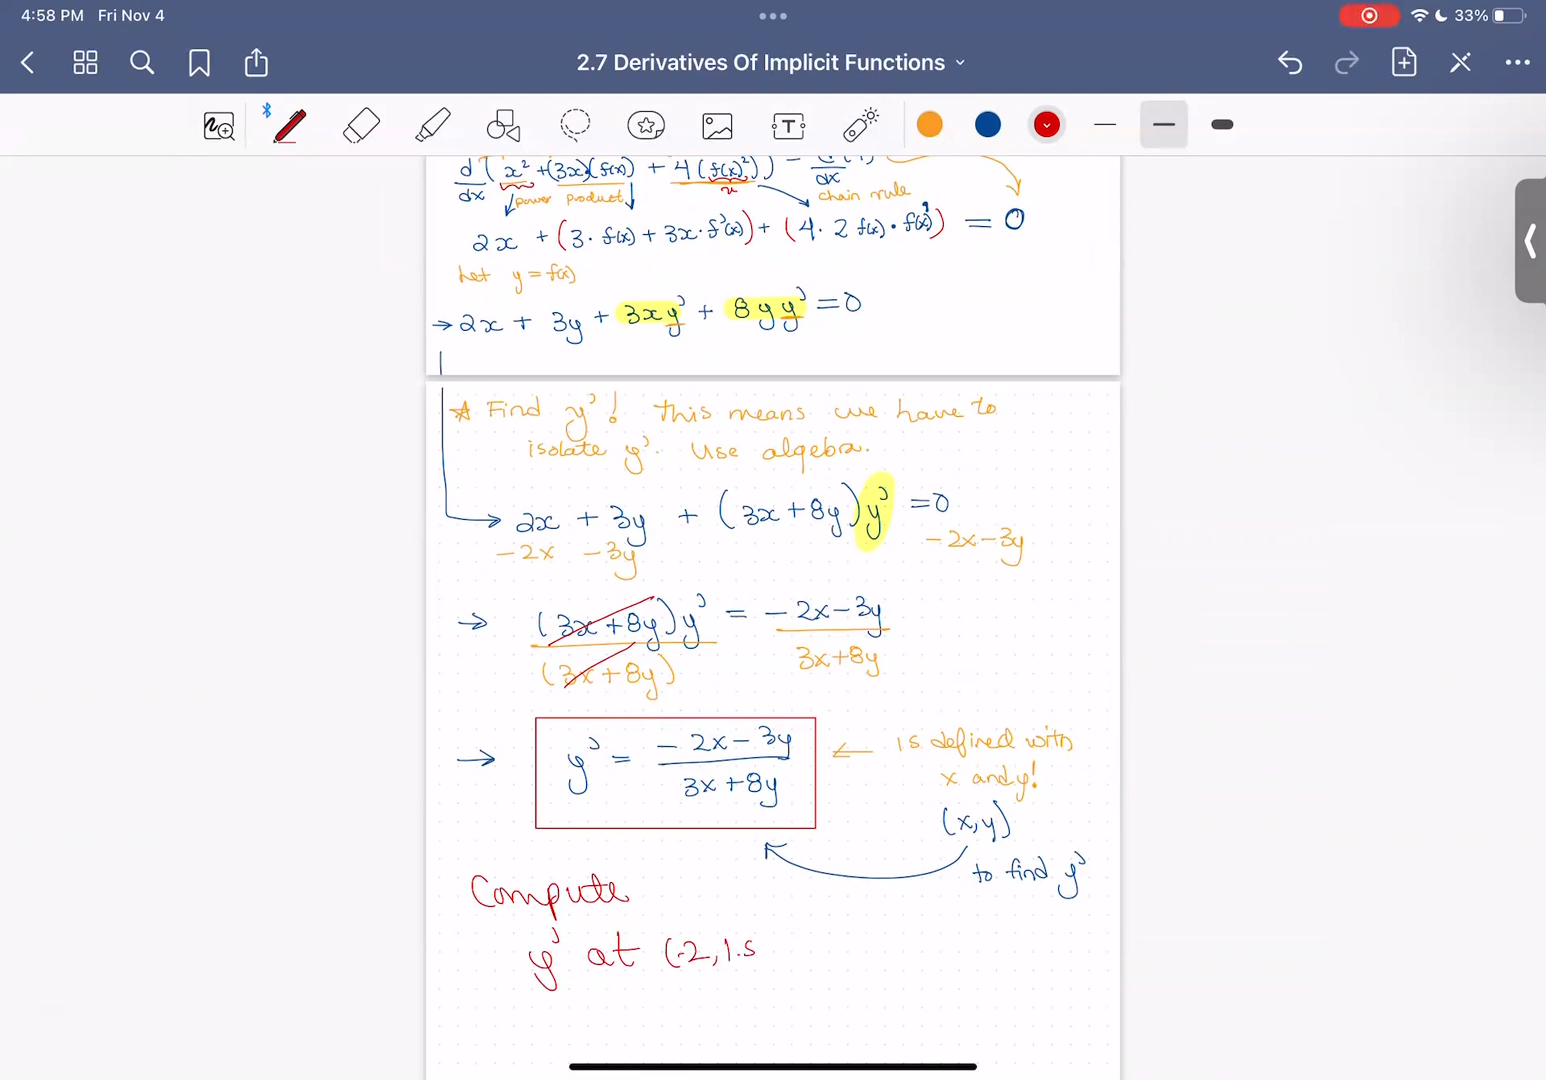 4:58 PM Fri Nov 4
33%
2.7 Derivatives Of Implicit Functions
T
d/dx (x² + (3x)(f(x)) + 4(f(x)²))
dx
u
power product
chain rule
2x + (3· f(x) + 3x· f'(x)) + (4· 2 f(x)· f(x)') = 0
Let y = f(x)
→ 2x + 3y + 3xy' + 8yy' = 0
☆ Find y'! this means we have to
isolate y'. Use algebra.
→ 2x + 3y + (3x+8y)y' = 0
-2x -3y -2x-3y
→ (3x+8y)y' / (3x+8y) = -2x-3y / 3x+8y
→ y' = -2x-3y / 3x+8y ← is defined with
x and y!
(x,y)
to find y'
Compute
y' at (-2,1.5